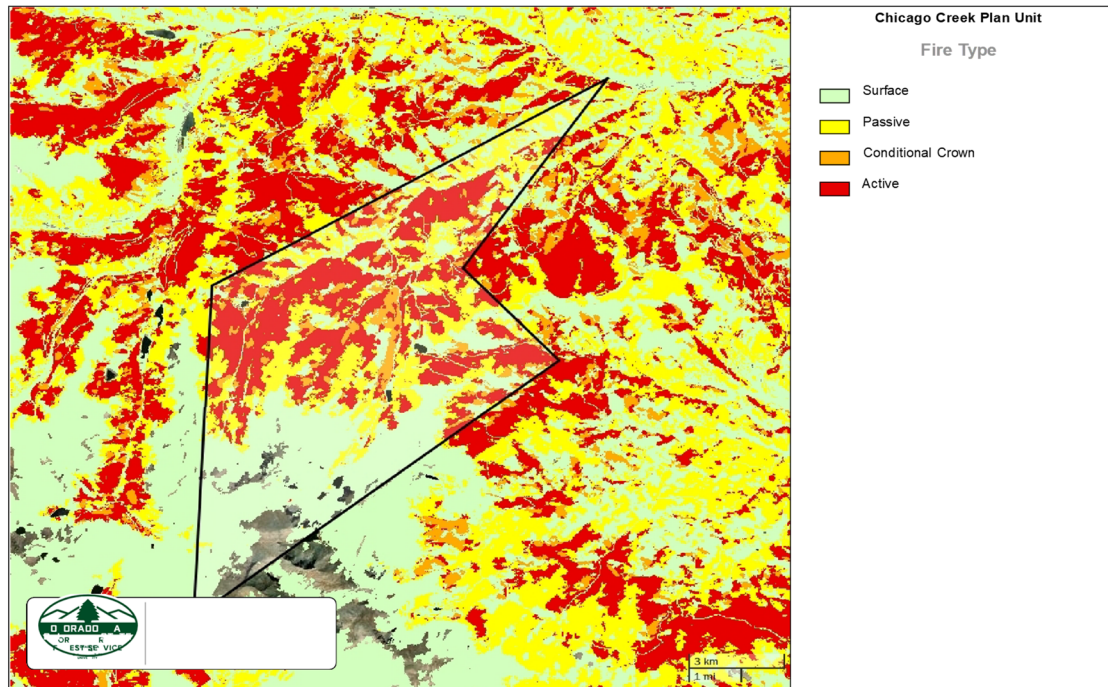 Chicago Creek Plan Unit
Fire Type
Surface
Passive
Conditional Crown
Active
3 km
1 mi